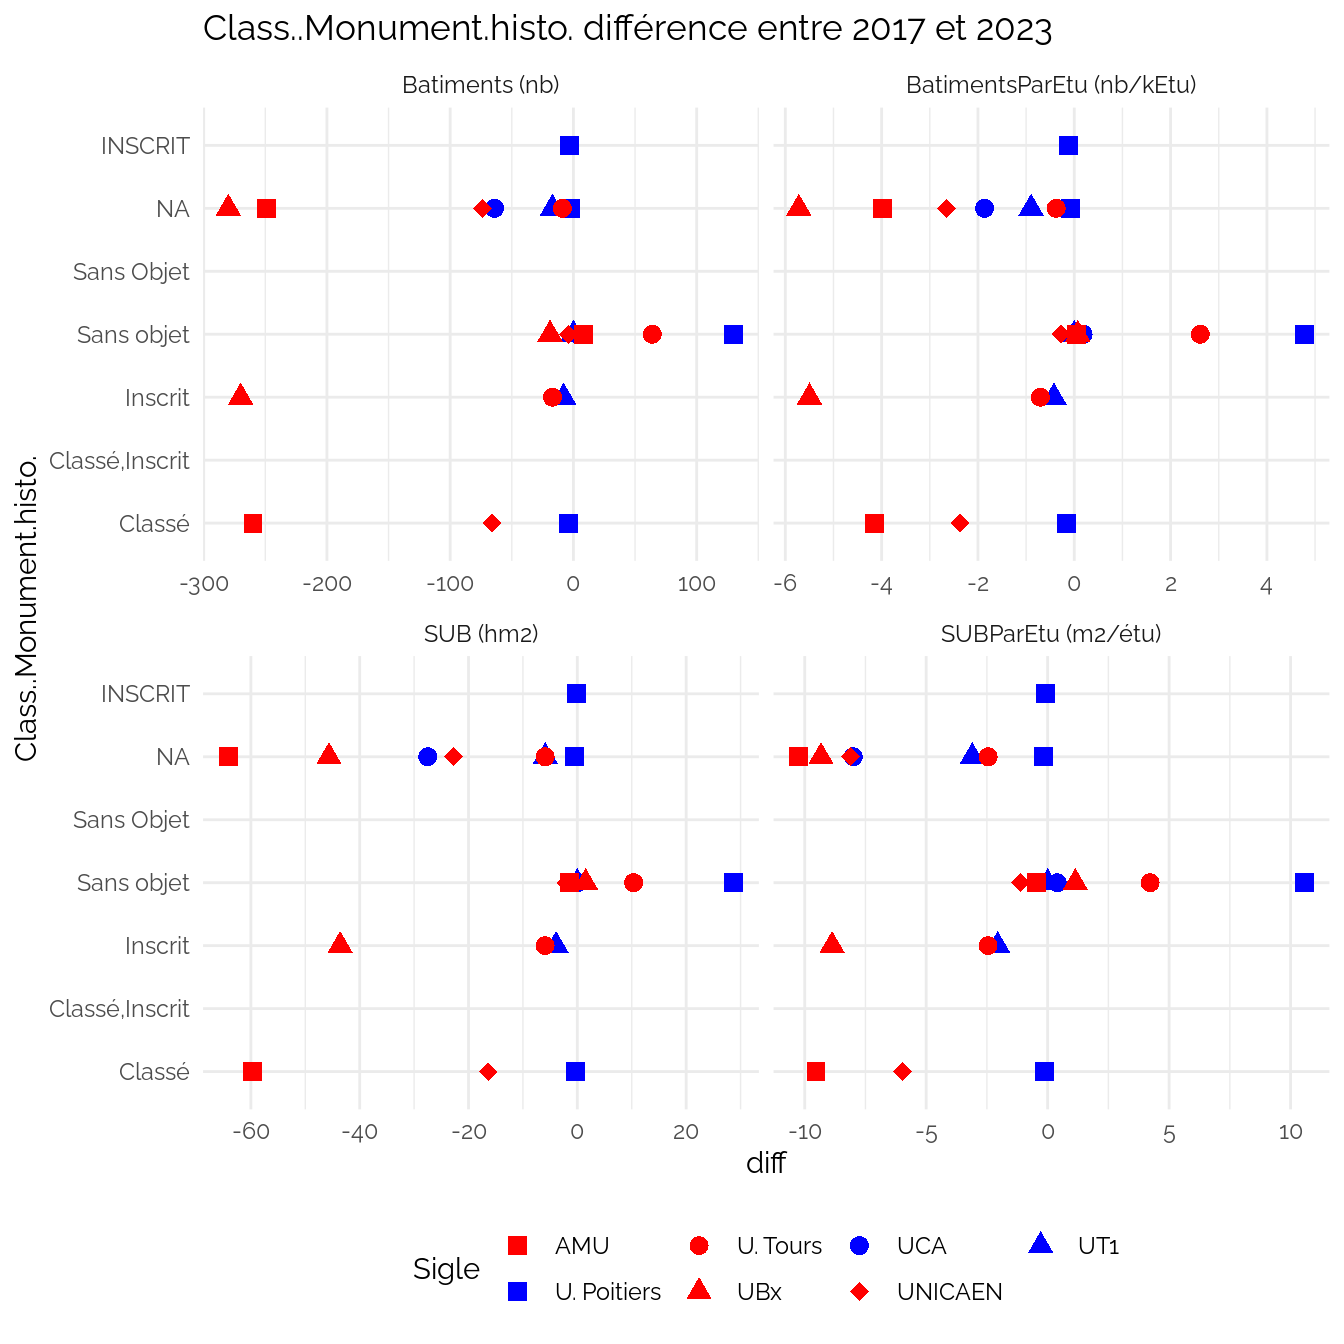 Class..Monument.histo. différence entre 2017 et 2023
Batiments (nb)
BatimentsParEtu (nb/kEtu)
INSCRIT
NA
Sans Objet
Sans objet
Inscrit
Classé,Inscrit
Classé
-300 -200 -100 0 100
-6 -4 -2 0 2 4
Class..Monument.histo.
SUB (hm2)
SUBParEtu (m2/étu)
INSCRIT
NA
Sans Objet
Sans objet
Inscrit
Classé,Inscrit
Classé
-60 -40 -20 0 20
-10 -5 0 5 10
diff
Sigle
AMU U. Tours UCA UT1
U. Poitiers UBx UNICAEN